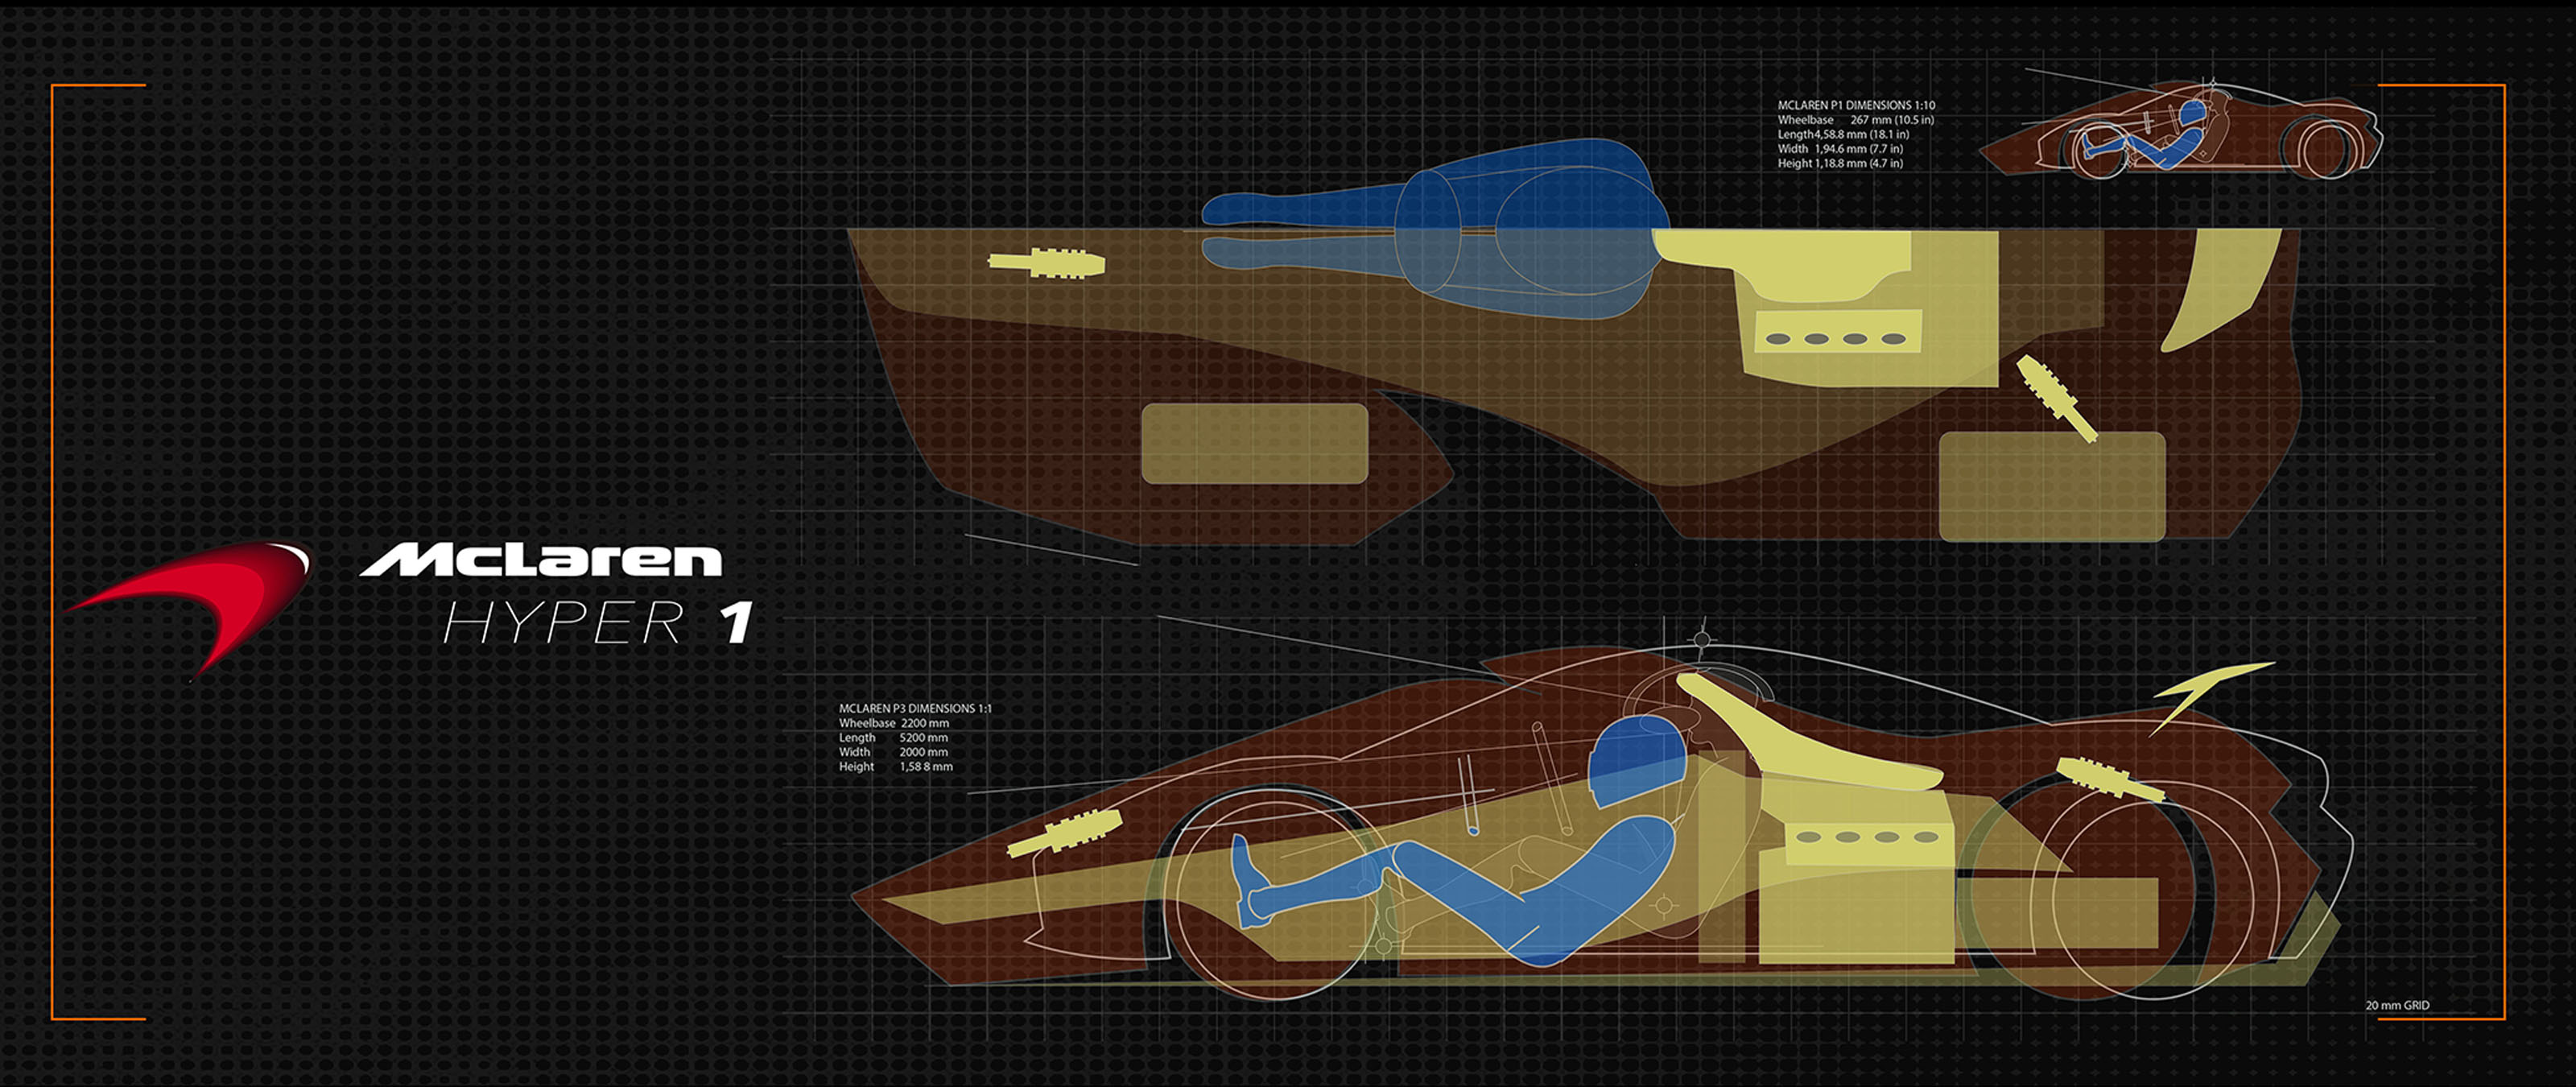 MCLAREN P1 DIMENSIONS 1:10
Wheelbase 267 mm (10.5 in)
Length4,58.8 mm (18.1 in)
Width 1,94.6 mm (7.7 in)
Height 1,18.8 mm (4.7 in)
McLaren
HYPER 1
MCLAREN P3 DIMENSIONS 1:1
Wheelbase 2200 mm
Length 5200 mm
Width 2000 mm
Height 1,58 8 mm
20 mm GRID